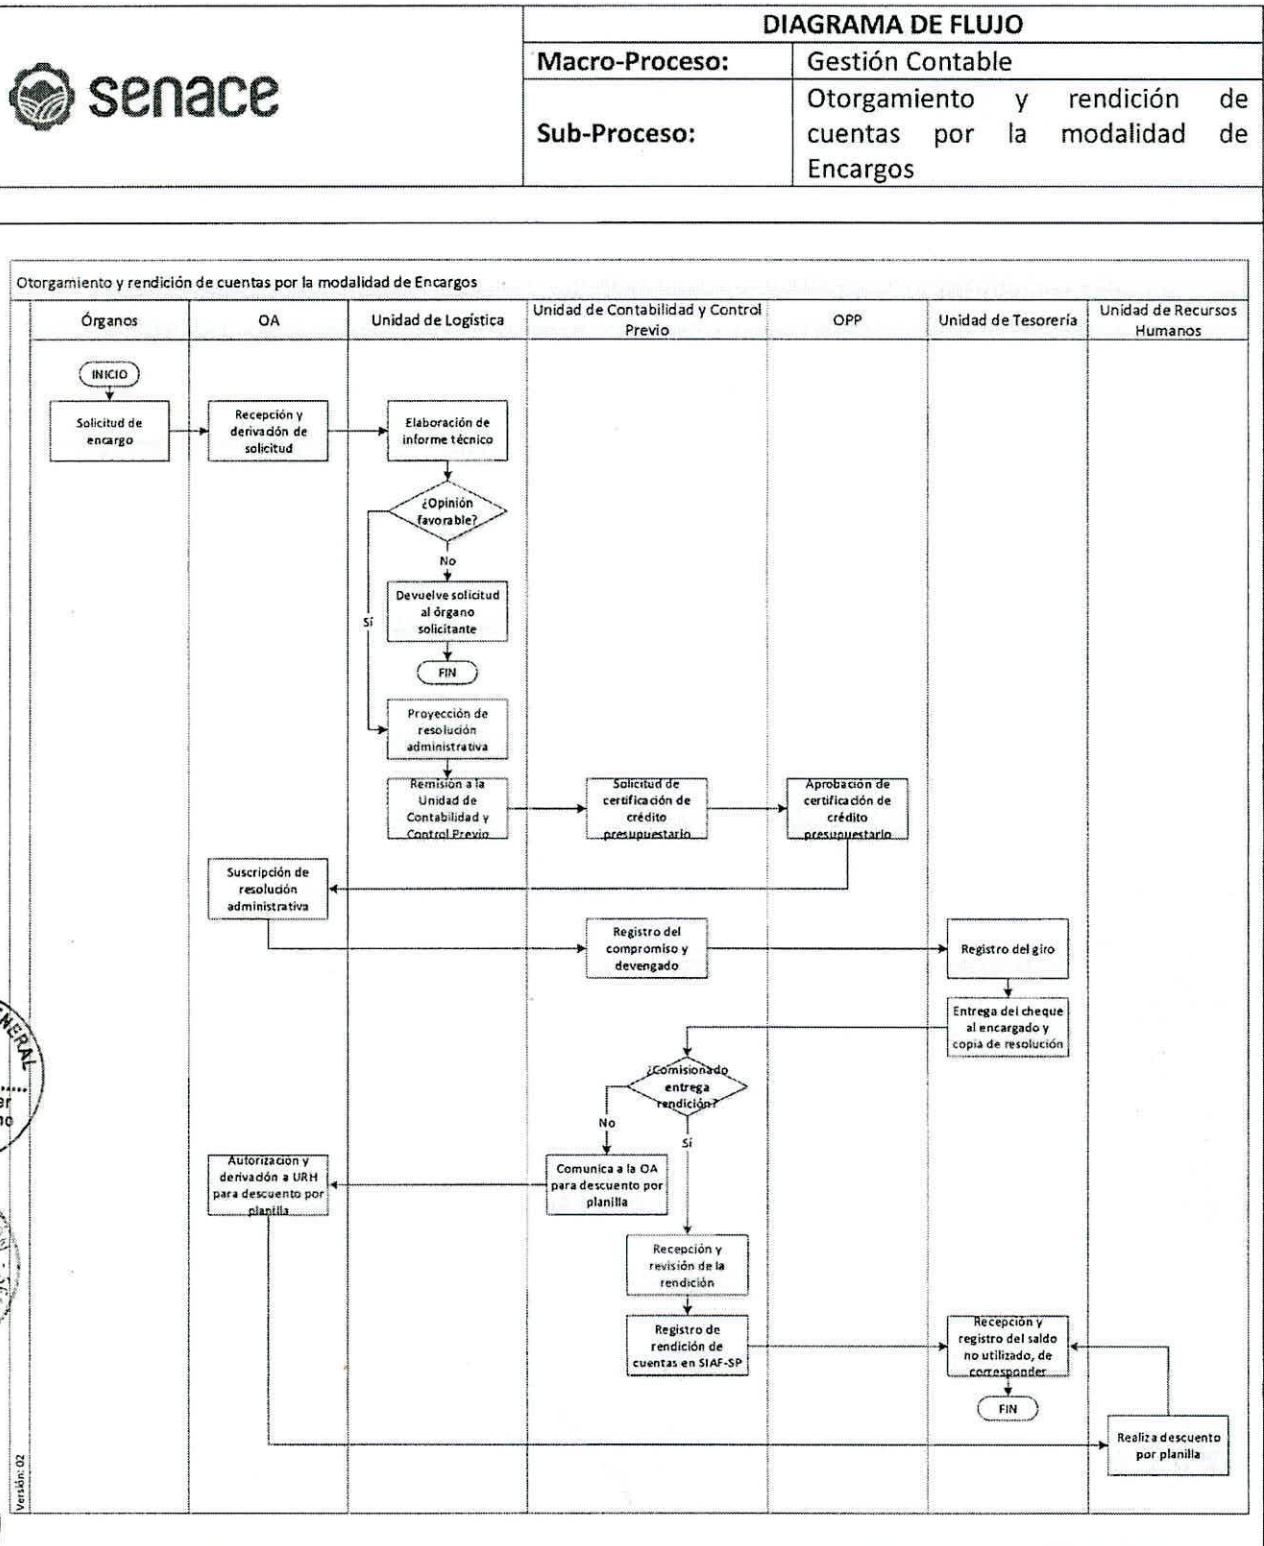 senace
DIAGRAMA DE FLUJO
Macro-Proceso:
Gestión Contable
Sub-Proceso:
Otorgamiento y rendición de
cuentas por la modalidad de
Encargos
Otorgamiento y rendición de cuentas por la modalidad de Encargos
Órganos
OA
Unidad de Logística
Unidad de Contabilidad y Control
Previo
OPP
Unidad de Tesorería
Unidad de Recursos
Humanos
INICIO
Solicitud de
encargo
Recepción y
derivación de
solicitud
Elaboración de
informe técnico
¿Opinión
favorable?
No
Sí
Devuelve solicitud
al órgano
solicitante
FIN
Proyección de
resolución
administrativa
Remisión a la
Unidad de
Contabilidad y
Control Previo
Solicitud de
certificación de
crédito
presupuestario
Aprobación de
certificación de
crédito
presupuestario
Suscripción de
resolución
administrativa
Registro del
compromiso y
devengado
Registro del giro
Entrega del cheque
al encargado y
copia de resolución
¿Comisionado
entrega
rendición?
No
Sí
Comunica a la OA
para descuento por
planilla
Autorización y
derivación a URH
para descuento por
planilla
Recepción y
revisión de la
rendición
Registro de
rendición de
cuentas en SIAF-SP
Recepción y
registro del saldo
no utilizado, de
corresponder
FIN
Realiza descuento
por planilla
Versión: 02